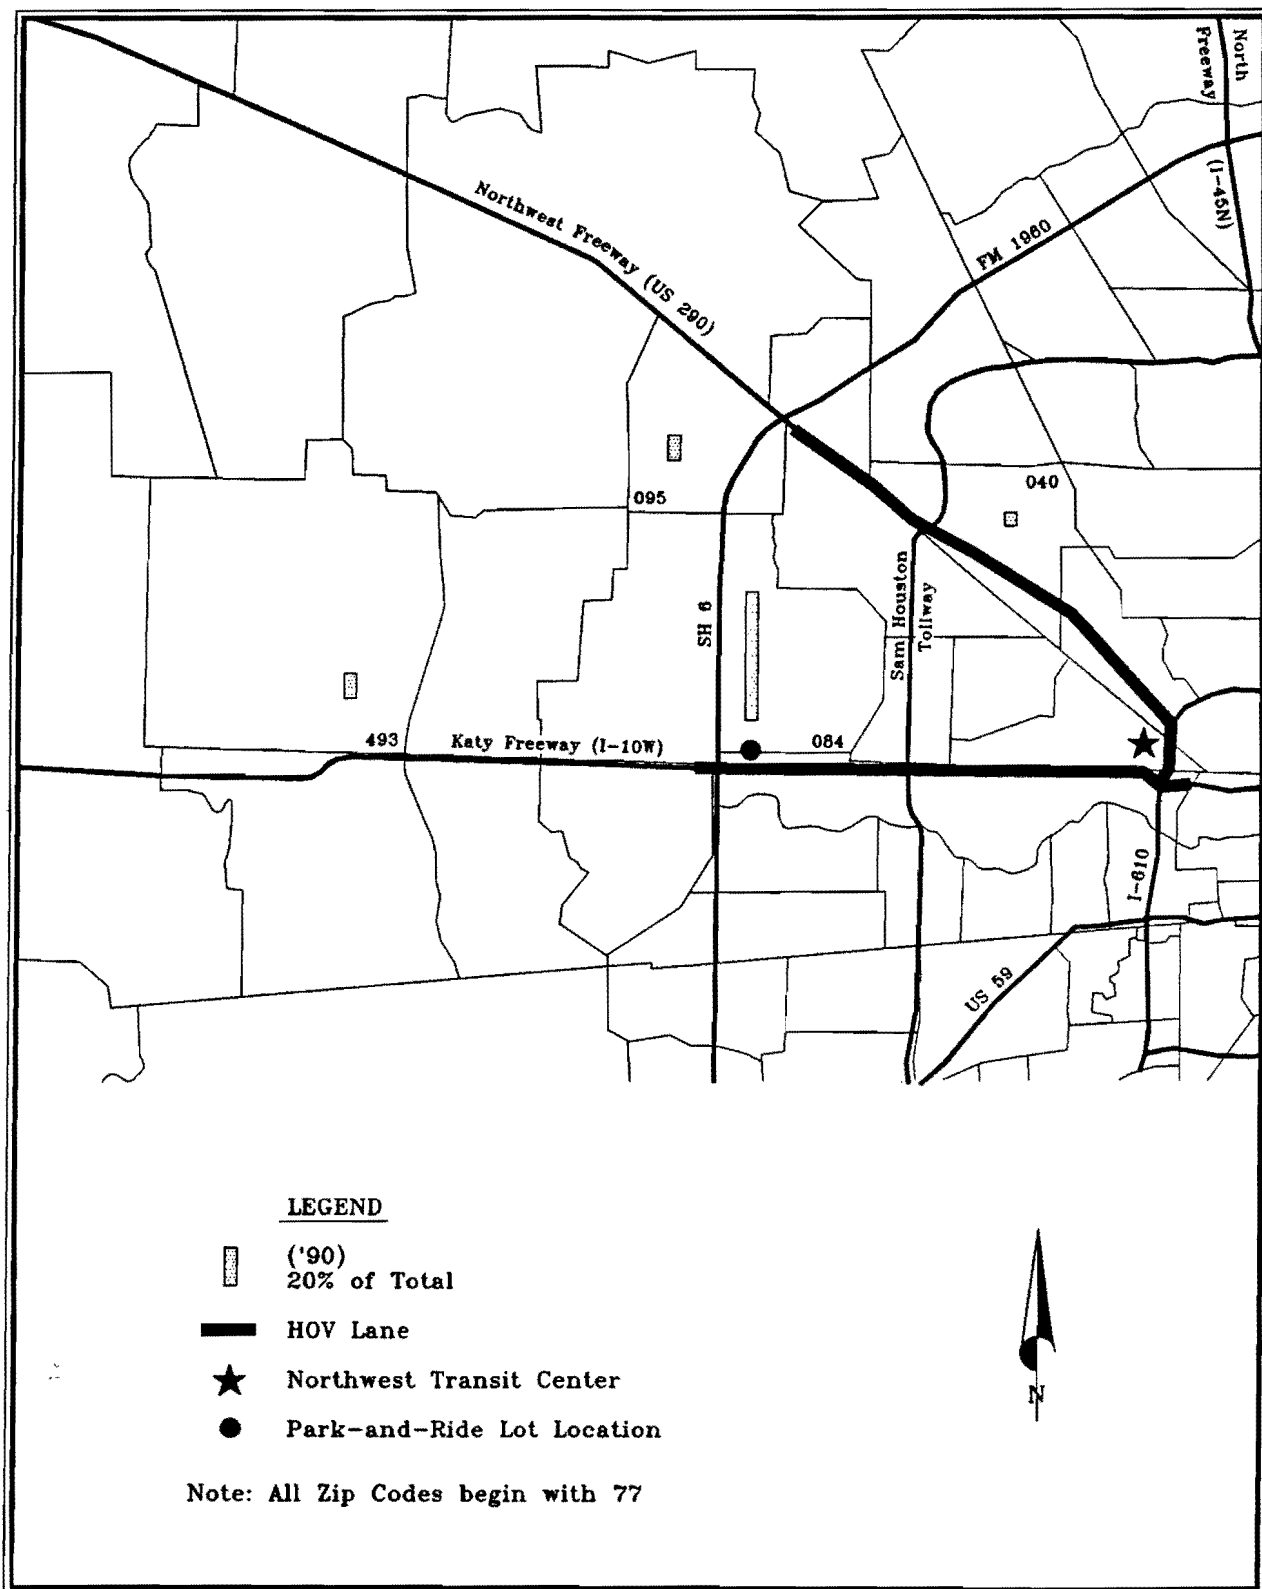 North
Freeway
(I-45N)
Northwest Freeway (US 290)
FM 1960
040
095
SH 6
Sam Houston
Tollway
493
Katy Freeway (I-10W)
084
I-610
US 59
LEGEND
('90)
20% of Total
HOV Lane
Northwest Transit Center
Park-and-Ride Lot Location
N
Note: All Zip Codes begin with 77